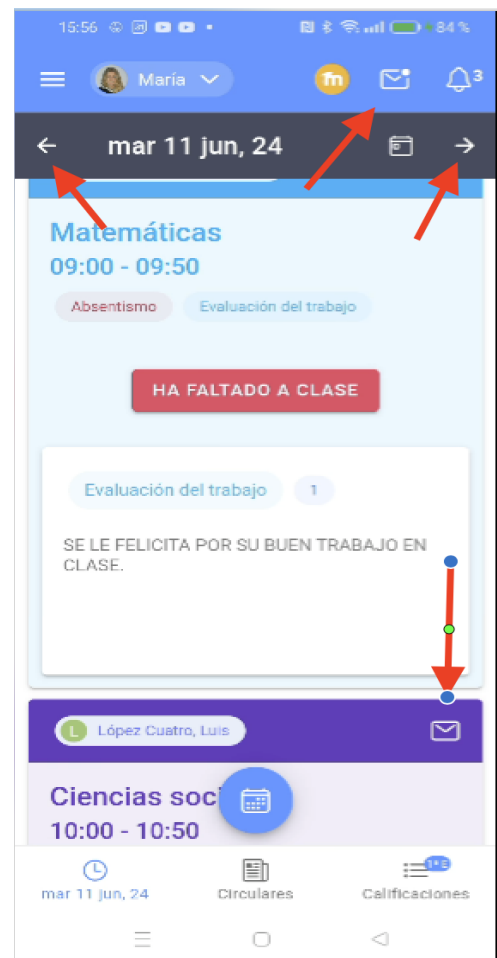 15:56 84 %
María 3
mar 11 jun, 24
Matemáticas
09:00 - 09:50
Absentismo Evaluación del trabajo
HA FALTADO A CLASE
Evaluación del trabajo 1
SE LE FELICITA POR SU BUEN TRABAJO EN
CLASE.
L López Cuatro, Luis
Ciencias soc
10:00 - 10:50
1ª E
mar 11 jun, 24 Circulares Calificaciones